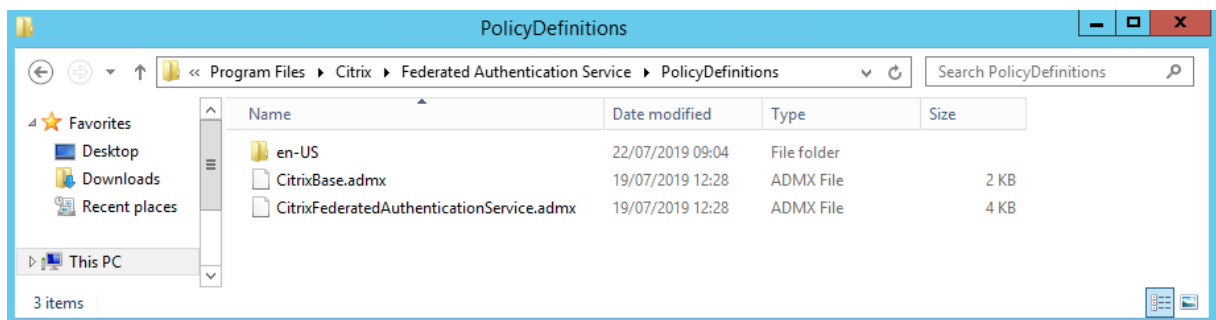 PolicyDefinitions
« Program Files ▸ Citrix ▸ Federated Authentication Service ▸ PolicyDefinitions
Search PolicyDefinitions
Name Date modified Type Size
Favorites
Desktop
Downloads
Recent places
This PC
en-US 22/07/2019 09:04 File folder
CitrixBase.admx 19/07/2019 12:28 ADMX File 2 KB
CitrixFederatedAuthenticationService.admx 19/07/2019 12:28 ADMX File 4 KB
3 items